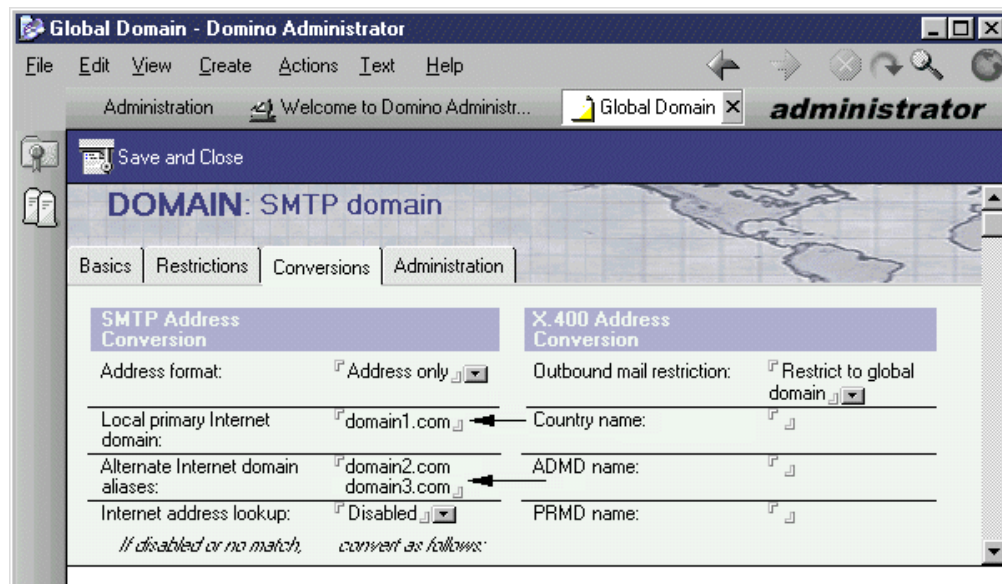 Global Domain - Domino Administrator
File Edit View Create Actions Text Help
Administration Welcome to Domino Administr... Global Domain administrator
Save and Close
DOMAIN: SMTP domain
Basics Restrictions Conversions Administration
SMTP Address
Conversion
X.400 Address
Conversion
Address format: Address only
Outbound mail restriction: Restrict to global
domain
Local primary Internet
domain: domain1.com
Country name:
Alternate Internet domain
aliases: domain2.com
domain3.com
ADMD name:
Internet address lookup: Disabled
PRMD name:
If disabled or no match, convert as follows: